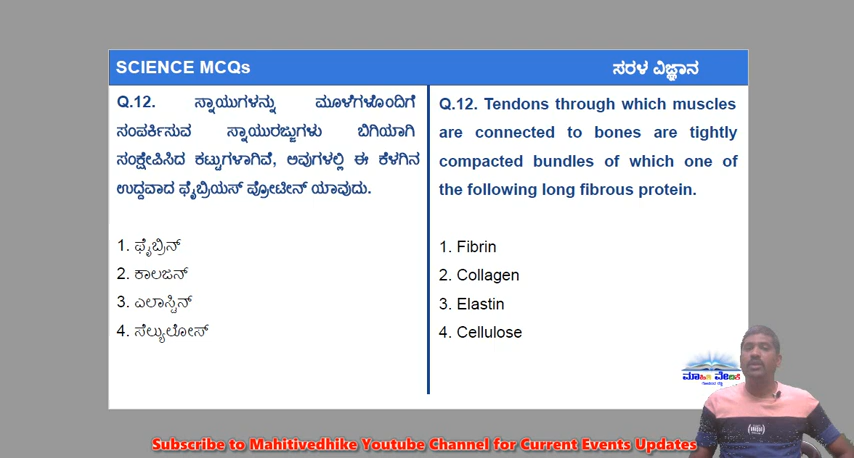 SCIENCE MCQs
ಸರಳ ವಿಜ್ಞಾನ
Q.12. ಸ್ನಾಯುಗಳನ್ನು ಮೂಳೆಗಳೊಂದಿಗೆ
ಸಂಪರ್ಕಿಸುವ ಸ್ನಾಯುರಜ್ಜುಗಳು ಬಿಗಿಯಾಗಿ
ಸಂಕ್ಷೇಪಿಸಿದ ಕಟ್ಟುಗಳಾಗಿವೆ, ಅವುಗಳಲ್ಲಿ ಈ ಕೆಳಗಿನ
ಉದ್ದವಾದ ಫೈಬ್ರಿಯಸ್ ಪ್ರೋಟೀನ್ ಯಾವುದು.
1. ಫೈಬ್ರಿನ್
2. ಕಾಲಜನ್
3. ಎಲಾಸ್ಟಿನ್
4. ಸೆಲ್ಯುಲೋಸ್
Q.12. Tendons through which muscles
are connected to bones are tightly
compacted bundles of which one of
the following long fibrous protein.
1. Fibrin
2. Collagen
3. Elastin
4. Cellulose
ಮಾಹಿತಿ ವೇದಿಕೆ
Subscribe to Mahitivedhike Youtube Channel for Current Events Updates